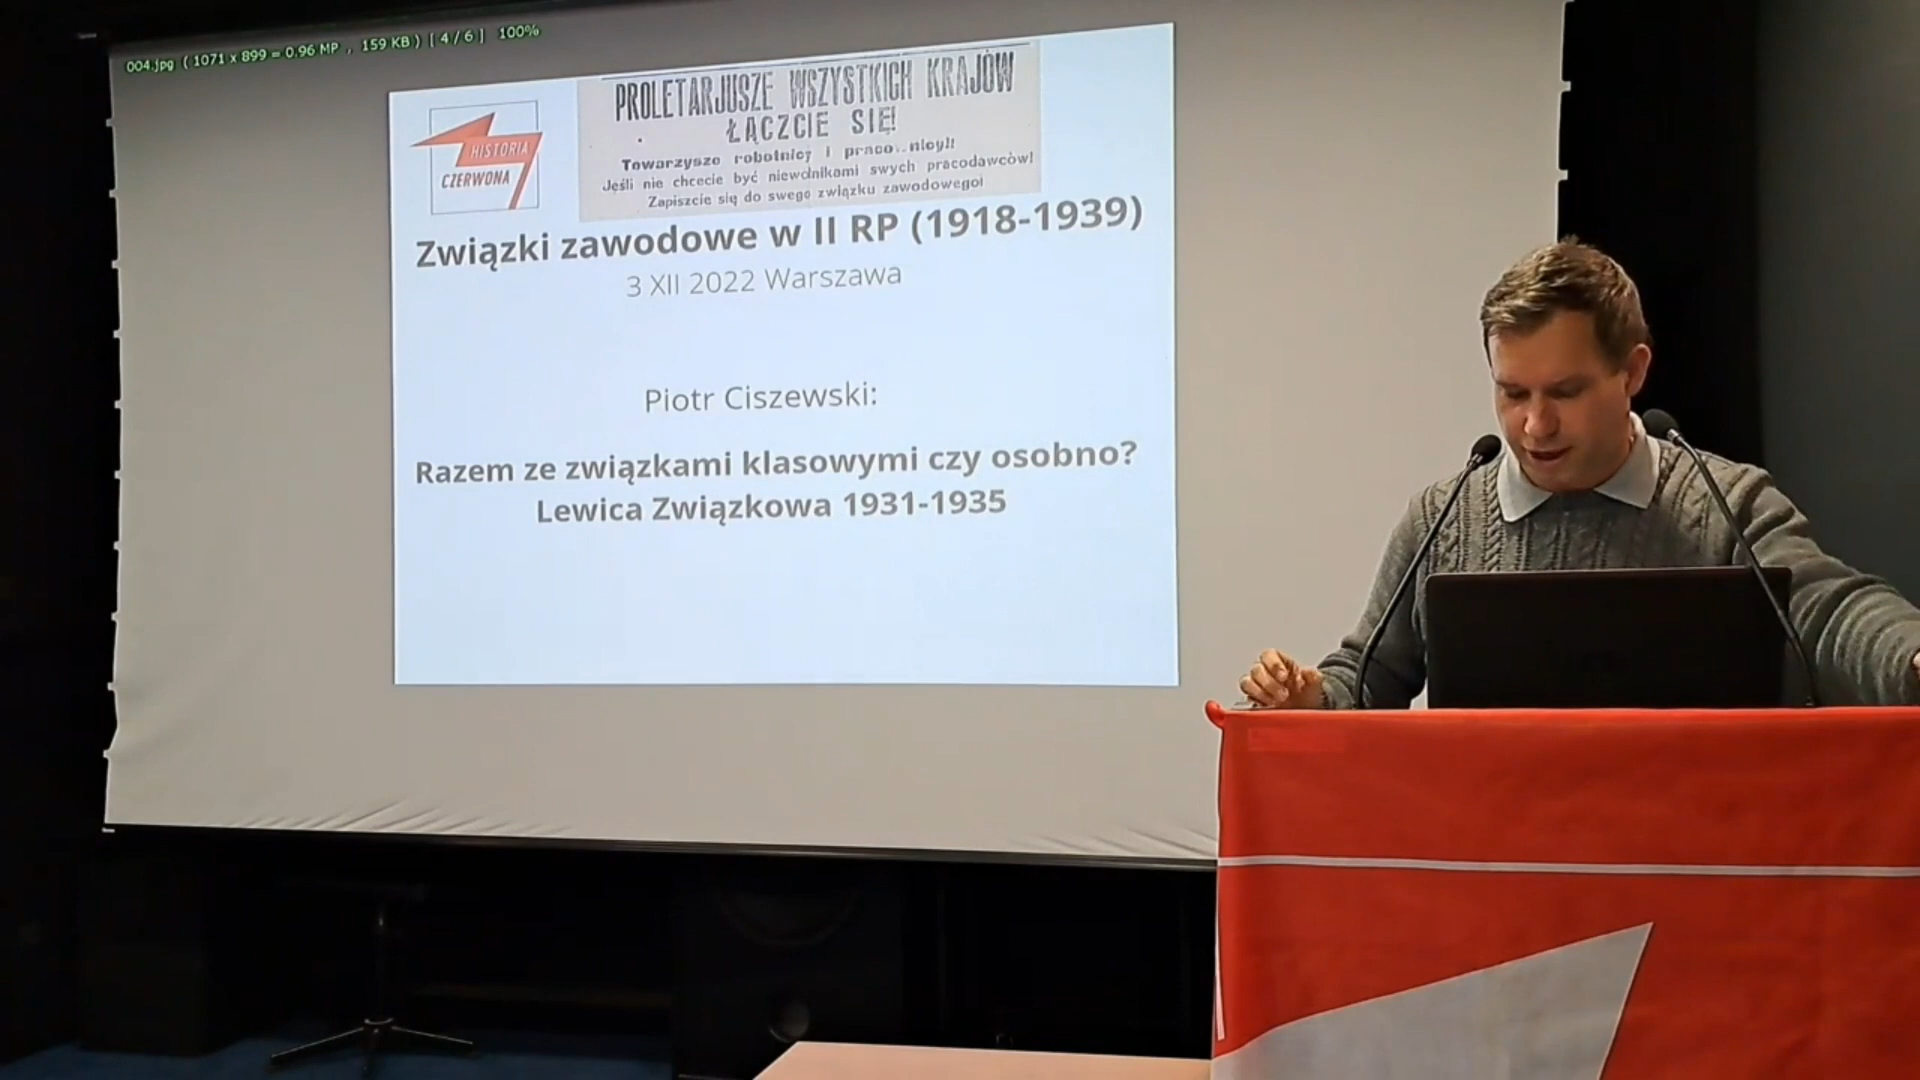 004.jpg ( 1071 x 899 = 0.96 MP , 159 KB ) [ 4 / 6 ] 100%
HISTORIA
CZERWONA
PROLETARJUSZE WSZYSTKICH KRAJÓW
ŁĄCZCIE SIĘ!
Towarzysze robotnicy i praco..nicy!!
Jeśli nie chcecie być niewolnikami swych pracodawców!
Zapiszcie się do swego związku zawodowego!
Związki zawodowe w II RP (1918-1939)
3 XII 2022 Warszawa
Piotr Ciszewski:
Razem ze związkami klasowymi czy osobno?
Lewica Związkowa 1931-1935